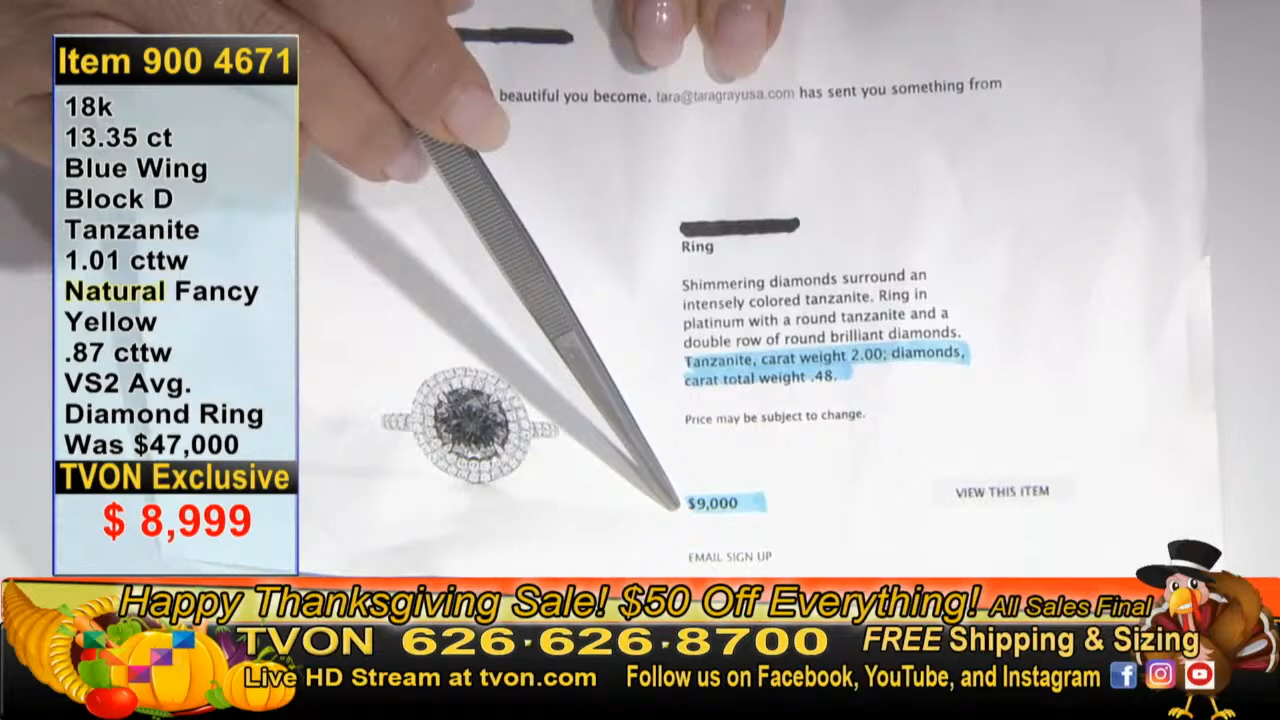 Item 900 4671
18k
13.35 ct
Blue Wing
Block D
Tanzanite
1.01 cttw
Natural Fancy
Yellow
.87 cttw
VS2 Avg.
Diamond Ring
Was $47,000
TVON Exclusive
$ 8,999
beautiful you become, tara@taragrayusa.com has sent you something from
Ring
Shimmering diamonds surround an
intensely colored tanzanite. Ring in
platinum with a round tanzanite and a
double row of round brilliant diamonds.
Tanzanite, carat weight 2.00; diamonds,
carat total weight .48.
Price may be subject to change.
$9,000
VIEW THIS ITEM
EMAIL SIGN UP
Happy Thanksgiving Sale! $50 Off Everything! All Sales Final
TVON 626·626·8700 FREE Shipping & Sizing
Live HD Stream at tvon.com Follow us on Facebook, YouTube, and Instagram